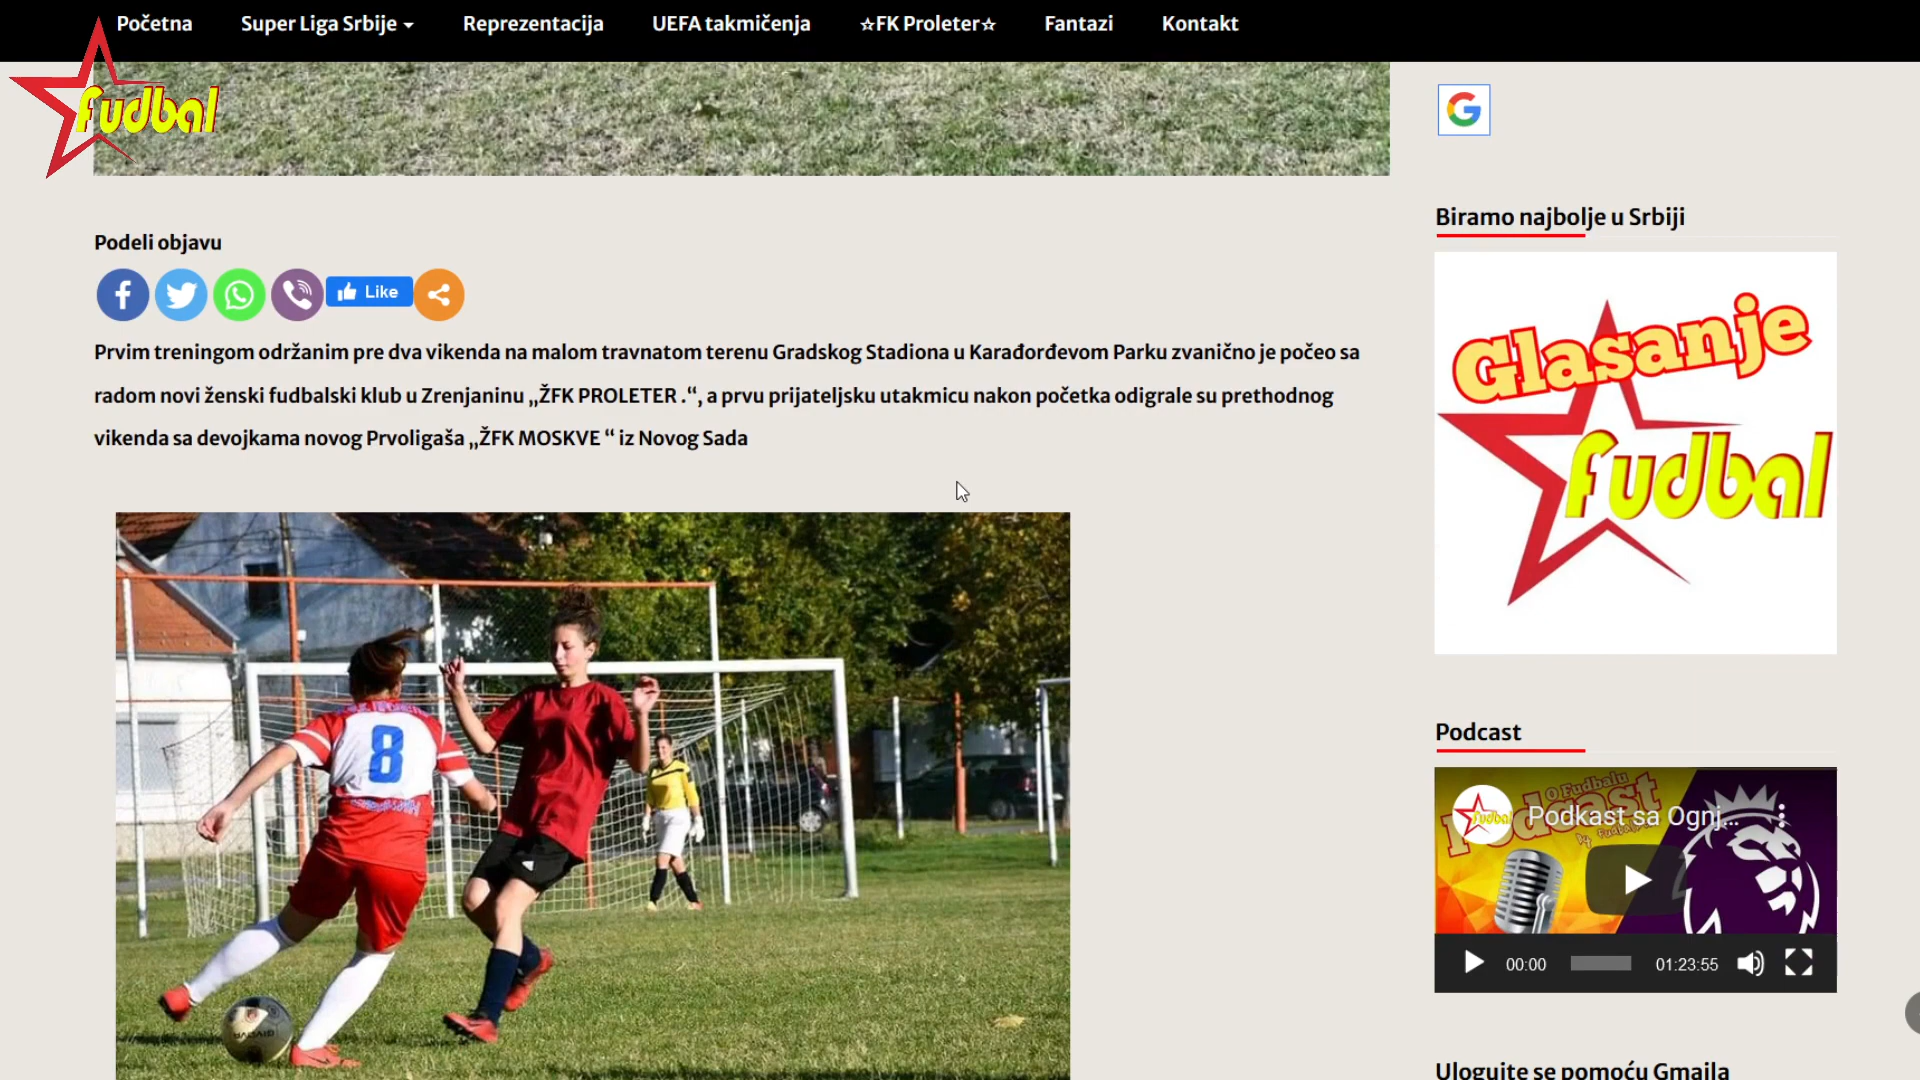 Početna Super Liga Srbije Reprezentacija UEFA takmičenja ☆FK Proleter☆ Fantazi Kontakt
fudbal
Podeli objavu
Like
Prvim treningom održanim pre dva vikenda na malom travnatom terenu Gradskog Stadiona u Karađorđevom Parku zvanično je počeo sa
radom novi ženski fudbalski klub u Zrenjaninu „ŽFK PROLETER .“, a prvu prijateljsku utakmicu nakon početka odigrale su prethodnog
vikenda sa devojkama novog Prvoligaša „ŽFK MOSKVE “ iz Novog Sada
8
G
Biramo najbolje u Srbiji
Glasanje
fudbal
Podcast
O Fudbalu
Podcast
fudbal
Podkast sa Ognj...
00:00 01:23:55
Ulogujte se pomoću Gmaila